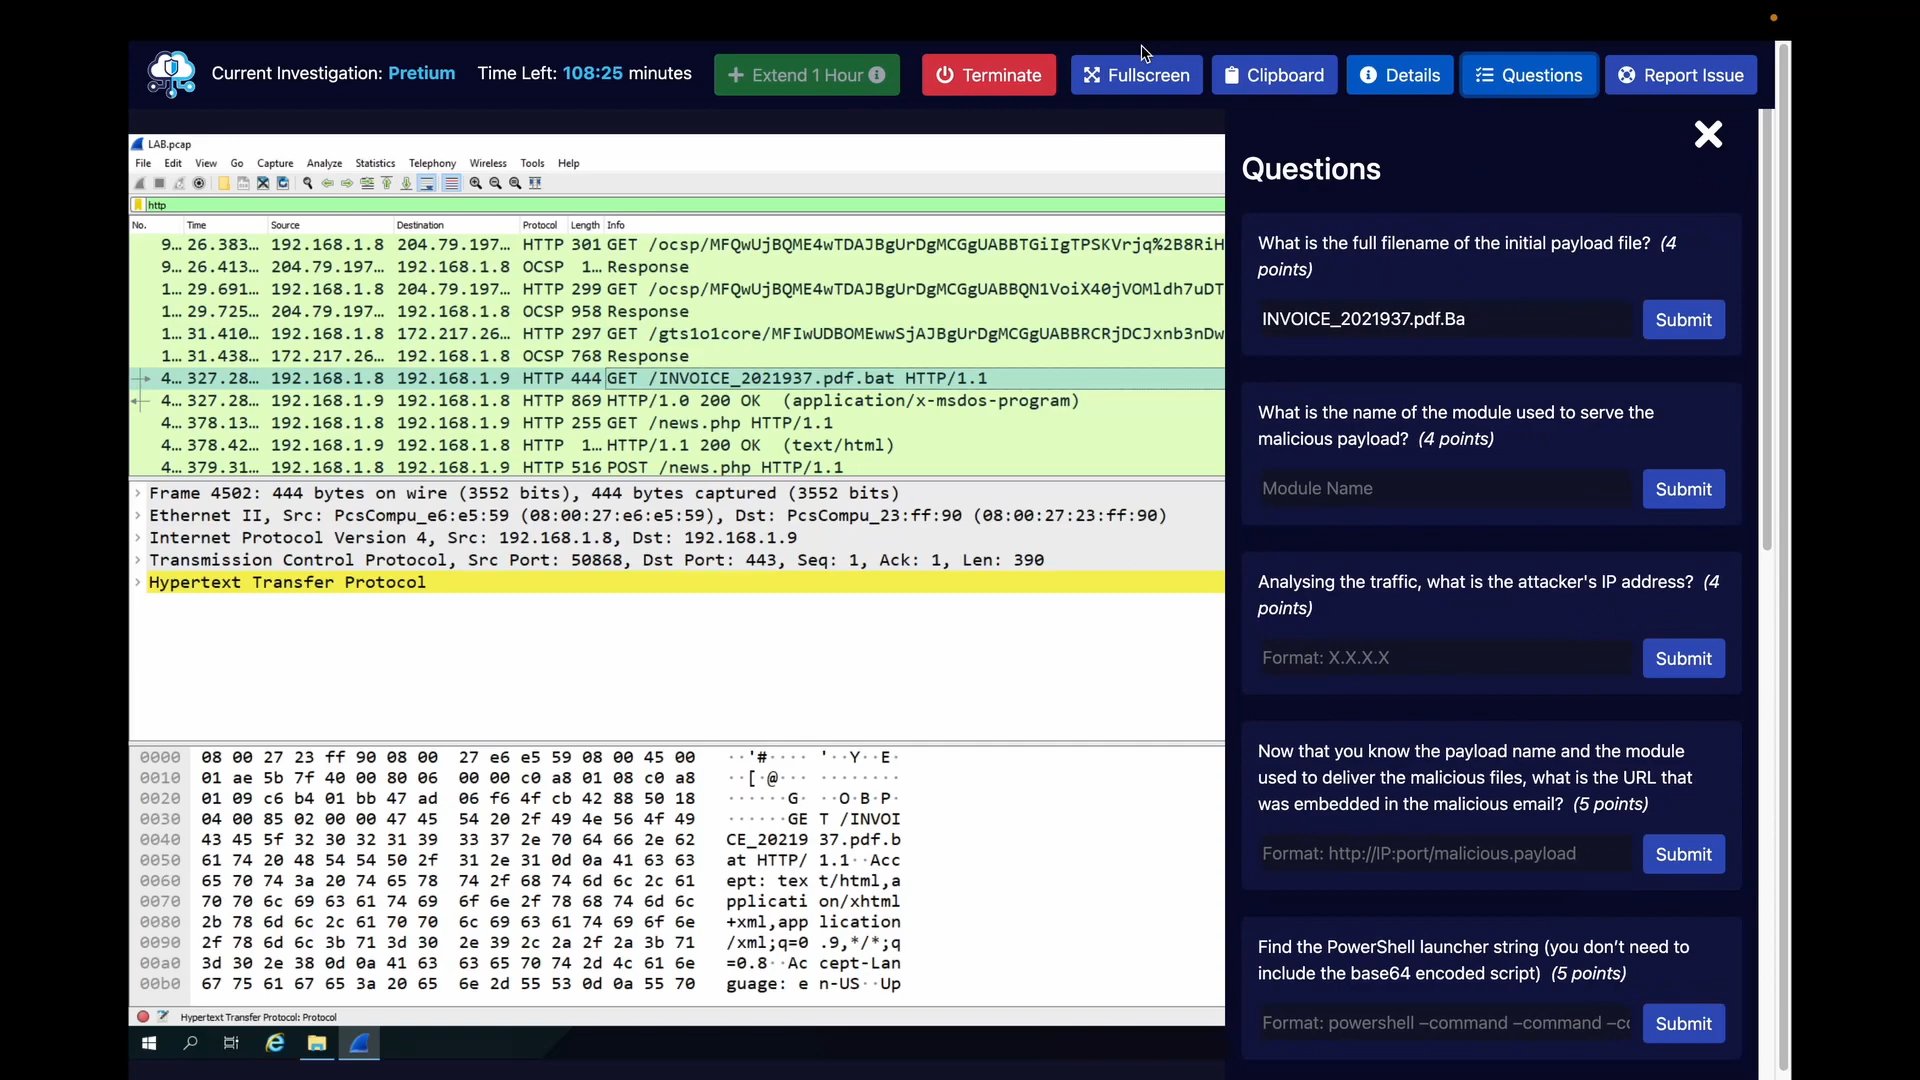 Current Investigation: Pretium Time Left: 108:25 minutes + Extend 1 Hour Terminate Fullscreen Clipboard Details Questions Report Issue
LAB.pcap
File Edit View Go Capture Analyze Statistics Telephony Wireless Tools Help
http
No. Time Source Destination Protocol Length Info
9… 26.383… 192.168.1.8 204.79.197… HTTP 301 GET /ocsp/MFQwUjBQME4wTDAJBgUrDgMCGgUABBTGiIgTPSKVrjq%2B8RiH
9… 26.413… 204.79.197… 192.168.1.8 OCSP 1… Response
1… 29.691… 192.168.1.8 204.79.197… HTTP 299 GET /ocsp/MFQwUjBQME4wTDAJBgUrDgMCGgUABBQN1VoiX40jVOMldh7uDT
1… 29.725… 204.79.197… 192.168.1.8 OCSP 958 Response
1… 31.410… 192.168.1.8 172.217.26… HTTP 297 GET /gts1o1core/MFIwUDBOMEwwSjAJBgUrDgMCGgUABBRCRjDCJxnb3nDw
1… 31.438… 172.217.26… 192.168.1.8 OCSP 768 Response
4… 327.28… 192.168.1.8 192.168.1.9 HTTP 444 GET /INVOICE_2021937.pdf.bat HTTP/1.1
4… 327.28… 192.168.1.9 192.168.1.8 HTTP 869 HTTP/1.0 200 OK (application/x-msdos-program)
4… 378.13… 192.168.1.8 192.168.1.9 HTTP 255 GET /news.php HTTP/1.1
4… 378.42… 192.168.1.9 192.168.1.8 HTTP 1… HTTP/1.1 200 OK (text/html)
4… 379.31… 192.168.1.8 192.168.1.9 HTTP 516 POST /news.php HTTP/1.1
Frame 4502: 444 bytes on wire (3552 bits), 444 bytes captured (3552 bits)
Ethernet II, Src: PcsCompu_e6:e5:59 (08:00:27:e6:e5:59), Dst: PcsCompu_23:ff:90 (08:00:27:23:ff:90)
Internet Protocol Version 4, Src: 192.168.1.8, Dst: 192.168.1.9
Transmission Control Protocol, Src Port: 50868, Dst Port: 443, Seq: 1, Ack: 1, Len: 390
Hypertext Transfer Protocol
0000 08 00 27 23 ff 90 08 00 27 e6 e5 59 08 00 45 00 ··'#···· '··Y··E·
0010 01 ae 5b 7f 40 00 80 06 00 00 c0 a8 01 08 c0 a8 ··[·@··· ········
0020 01 09 c6 b4 01 bb 47 ad 06 f6 4f cb 42 88 50 18 ······G· ··O·B·P·
0030 04 00 85 02 00 00 47 45 54 20 2f 49 4e 56 4f 49 ······GE T /INVOI
0040 43 45 5f 32 30 32 31 39 33 37 2e 70 64 66 2e 62 CE_20219 37.pdf.b
0050 61 74 20 48 54 54 50 2f 31 2e 31 0d 0a 41 63 63 at HTTP/ 1.1··Acc
0060 65 70 74 3a 20 74 65 78 74 2f 68 74 6d 6c 2c 61 ept: tex t/html,a
0070 70 70 6c 69 63 61 74 69 6f 6e 2f 78 68 74 6d 6c pplicati on/xhtml
0080 2b 78 6d 6c 2c 61 70 70 6c 69 63 61 74 69 6f 6e +xml,app lication
0090 2f 78 6d 6c 3b 71 3d 30 2e 39 2c 2a 2f 2a 3b 71 /xml;q=0 .9,*/*;q
00a0 3d 30 2e 38 0d 0a 41 63 63 65 70 74 2d 4c 61 6e =0.8··Ac cept-Lan
00b0 67 75 61 67 65 3a 20 65 6e 2d 55 53 0d 0a 55 70 guage: e n-US··Up
Hypertext Transfer Protocol: Protocol
Questions
What is the full filename of the initial payload file? (4
points)
INVOICE_2021937.pdf.Ba Submit
What is the name of the module used to serve the
malicious payload? (4 points)
Module Name Submit
Analysing the traffic, what is the attacker's IP address? (4
points)
Format: X.X.X.X Submit
Now that you know the payload name and the module
used to deliver the malicious files, what is the URL that
was embedded in the malicious email? (5 points)
Format: http://IP:port/malicious.payload Submit
Find the PowerShell launcher string (you don’t need to
include the base64 encoded script) (5 points)
Format: powershell –command –command –cc Submit